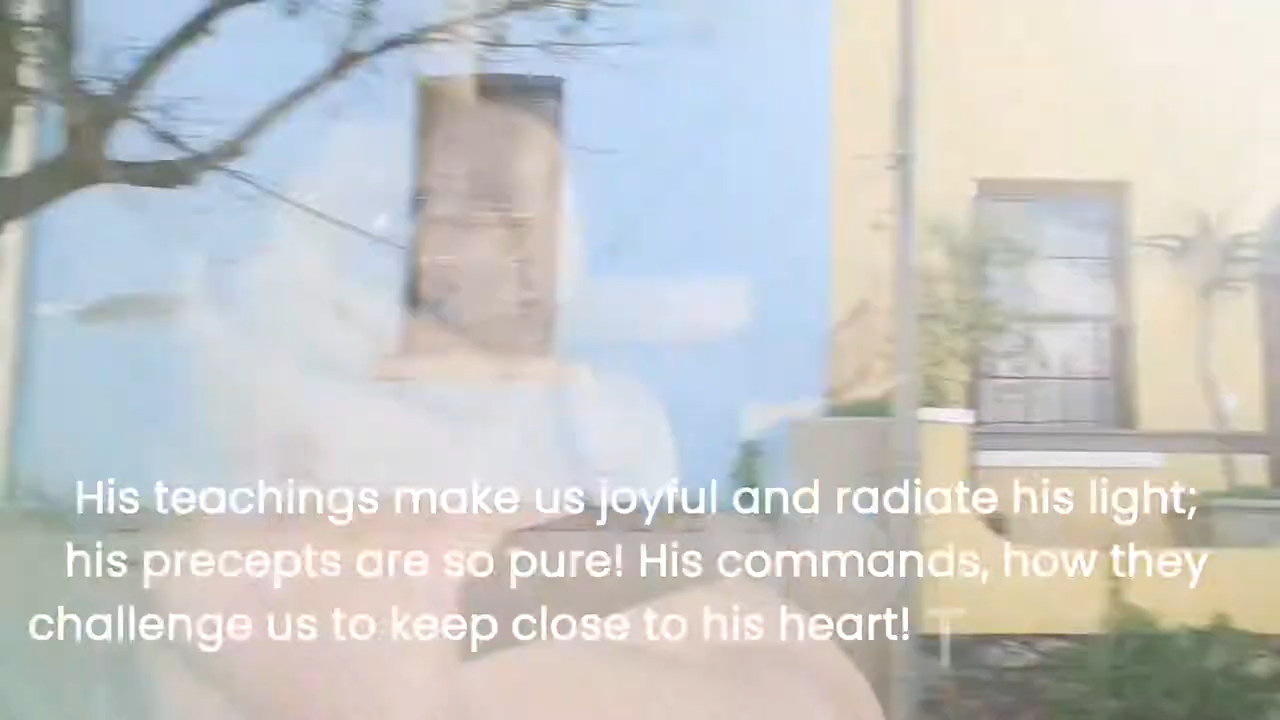 His teachings make us joyful and radiate his light;
his precepts are so pure! His commands, how they
challenge us to keep close to his heart! T